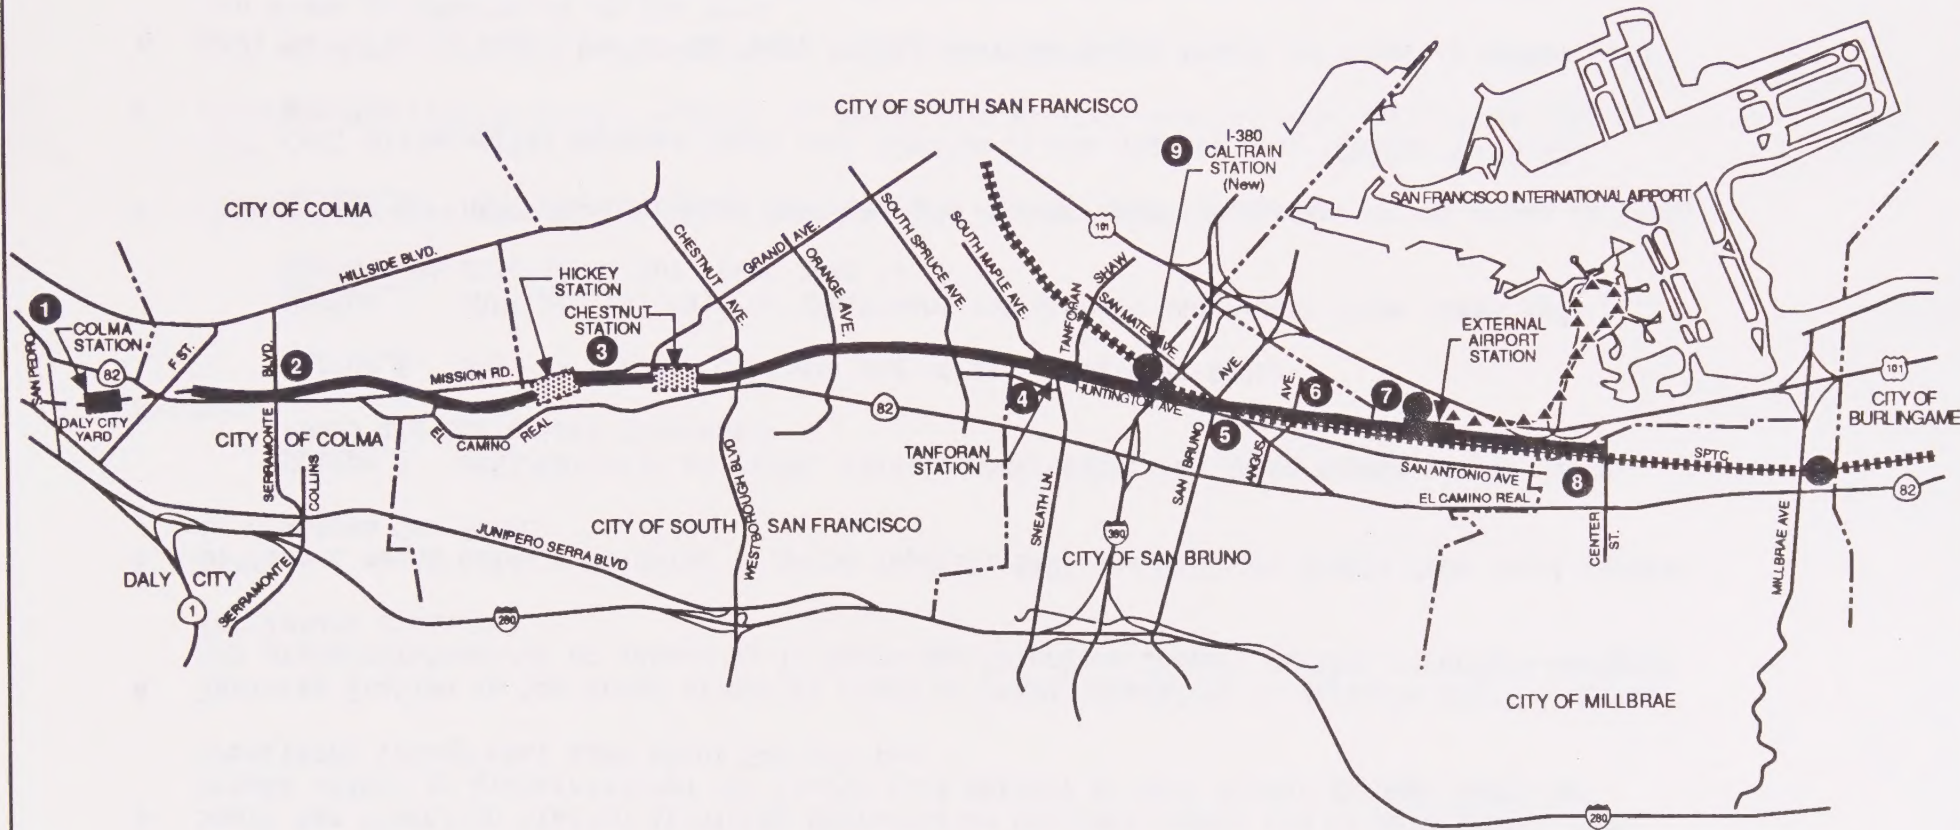 CITY OF SOUTH SAN FRANCISCO
9
I-380
CALTRAIN
STATION
(New)
SAN FRANCISCO INTERNATIONAL AIRPORT
CITY OF COLMA
HILLSIDE BLVD.
CHESTNUT AVE.
GRAND AVE.
ORANGE AVE.
SOUTH SPRUCE AVE.
SOUTH MAPLE AVE.
101
SHAW
TANFORAN
SAN MATEO AVE.
HICKEY
STATION
CHESTNUT
STATION
1
COLMA
STATION
SAN PEDRO
82
F ST.
DALY CITY
YARD
SERRAMONTE BLVD.
2
MISSION RD.
3
EL CAMINO REAL
82
4
HUNTINGTON AVE.
AVE.
EXTERNAL
AIRPORT
STATION
6
7
AVE.
101
CITY OF
BURLINGAME
CITY OF COLMA
COLLINS
TANFORAN
STATION
5
SAN BRUNO
ANGUS
SAN ANTONIO AVE
EL CAMINO REAL
8
SPTC
82
CENTER ST.
MILLBRAE AVE
CITY OF SOUTH SAN FRANCISCO
WESTBOROUGH BLVD
JUNIPERO SERRA BLVD
SNEATH LN.
380
CITY OF SAN BRUNO
DALY CITY
1
SERRAMONTE
280
CITY OF MILLBRAE
280